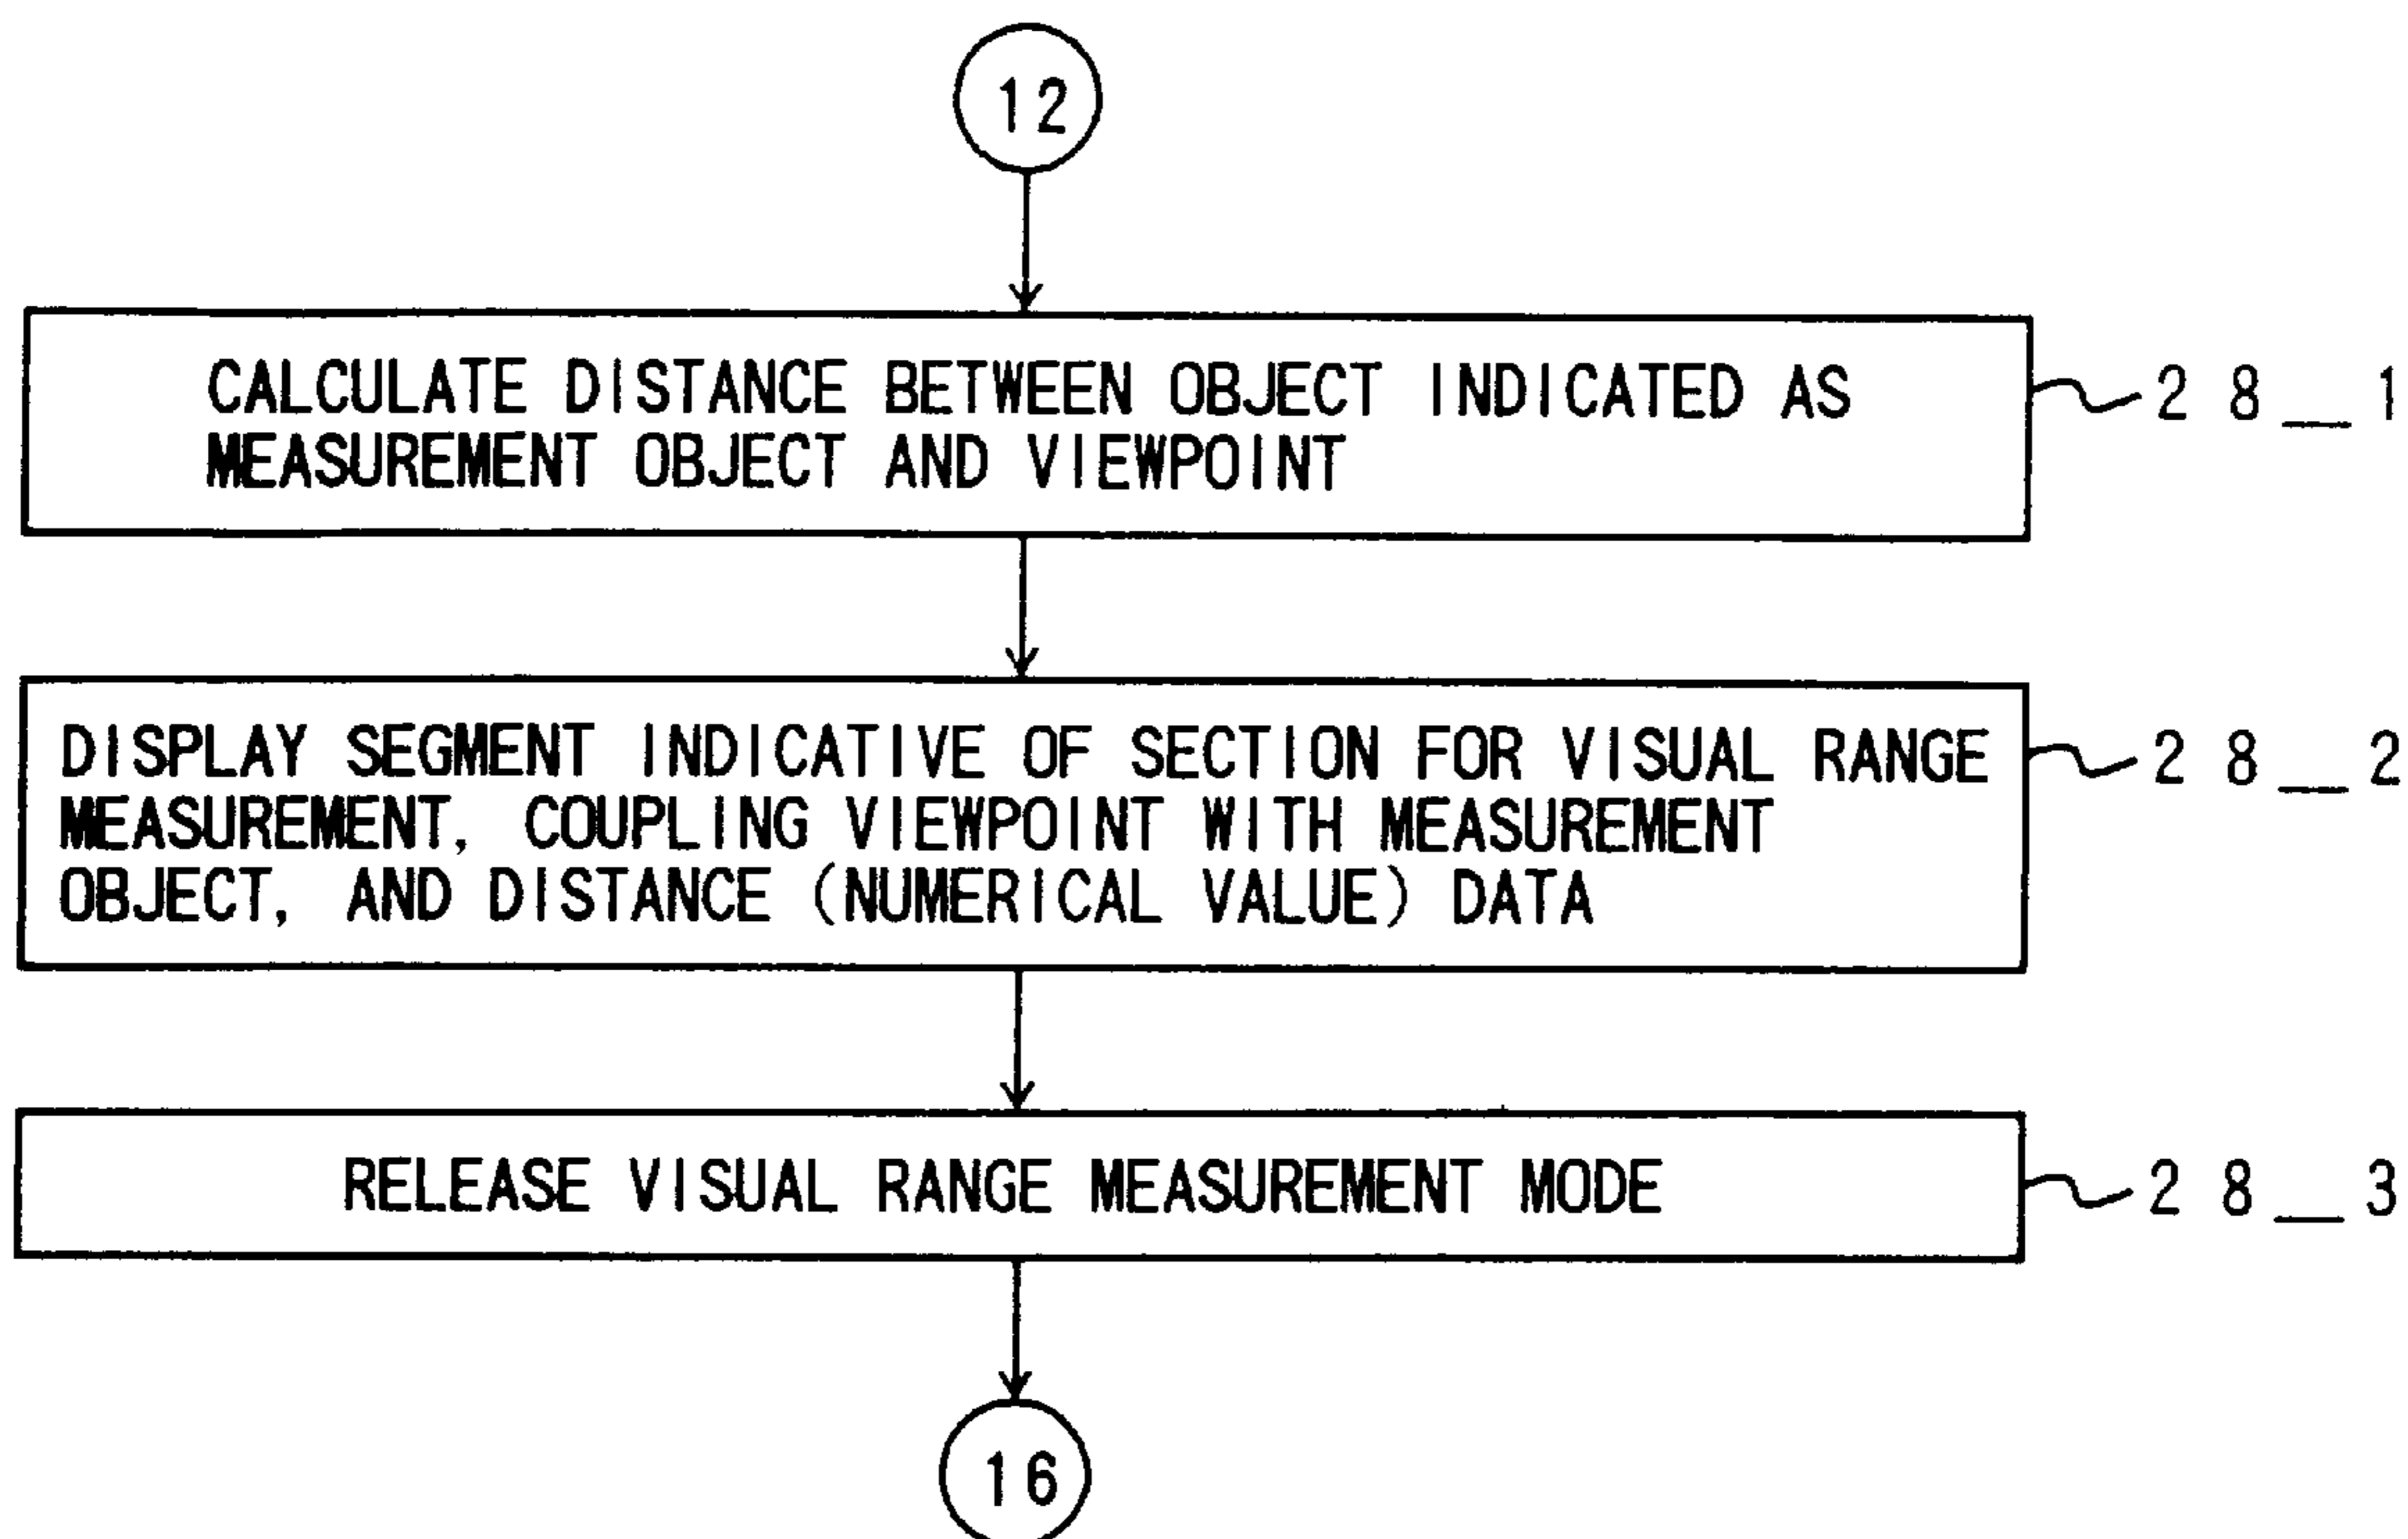 12
CALCULATE DISTANCE BETWEEN OBJECT INDICATED AS
MEASUREMENT OBJECT AND VIEWPOINT
28_1
DISPLAY SEGMENT INDICATIVE OF SECTION FOR VISUAL RANGE
MEASUREMENT, COUPLING VIEWPOINT WITH MEASUREMENT
OBJECT, AND DISTANCE (NUMERICAL VALUE) DATA
28_2
RELEASE VISUAL RANGE MEASUREMENT MODE
28_3
16